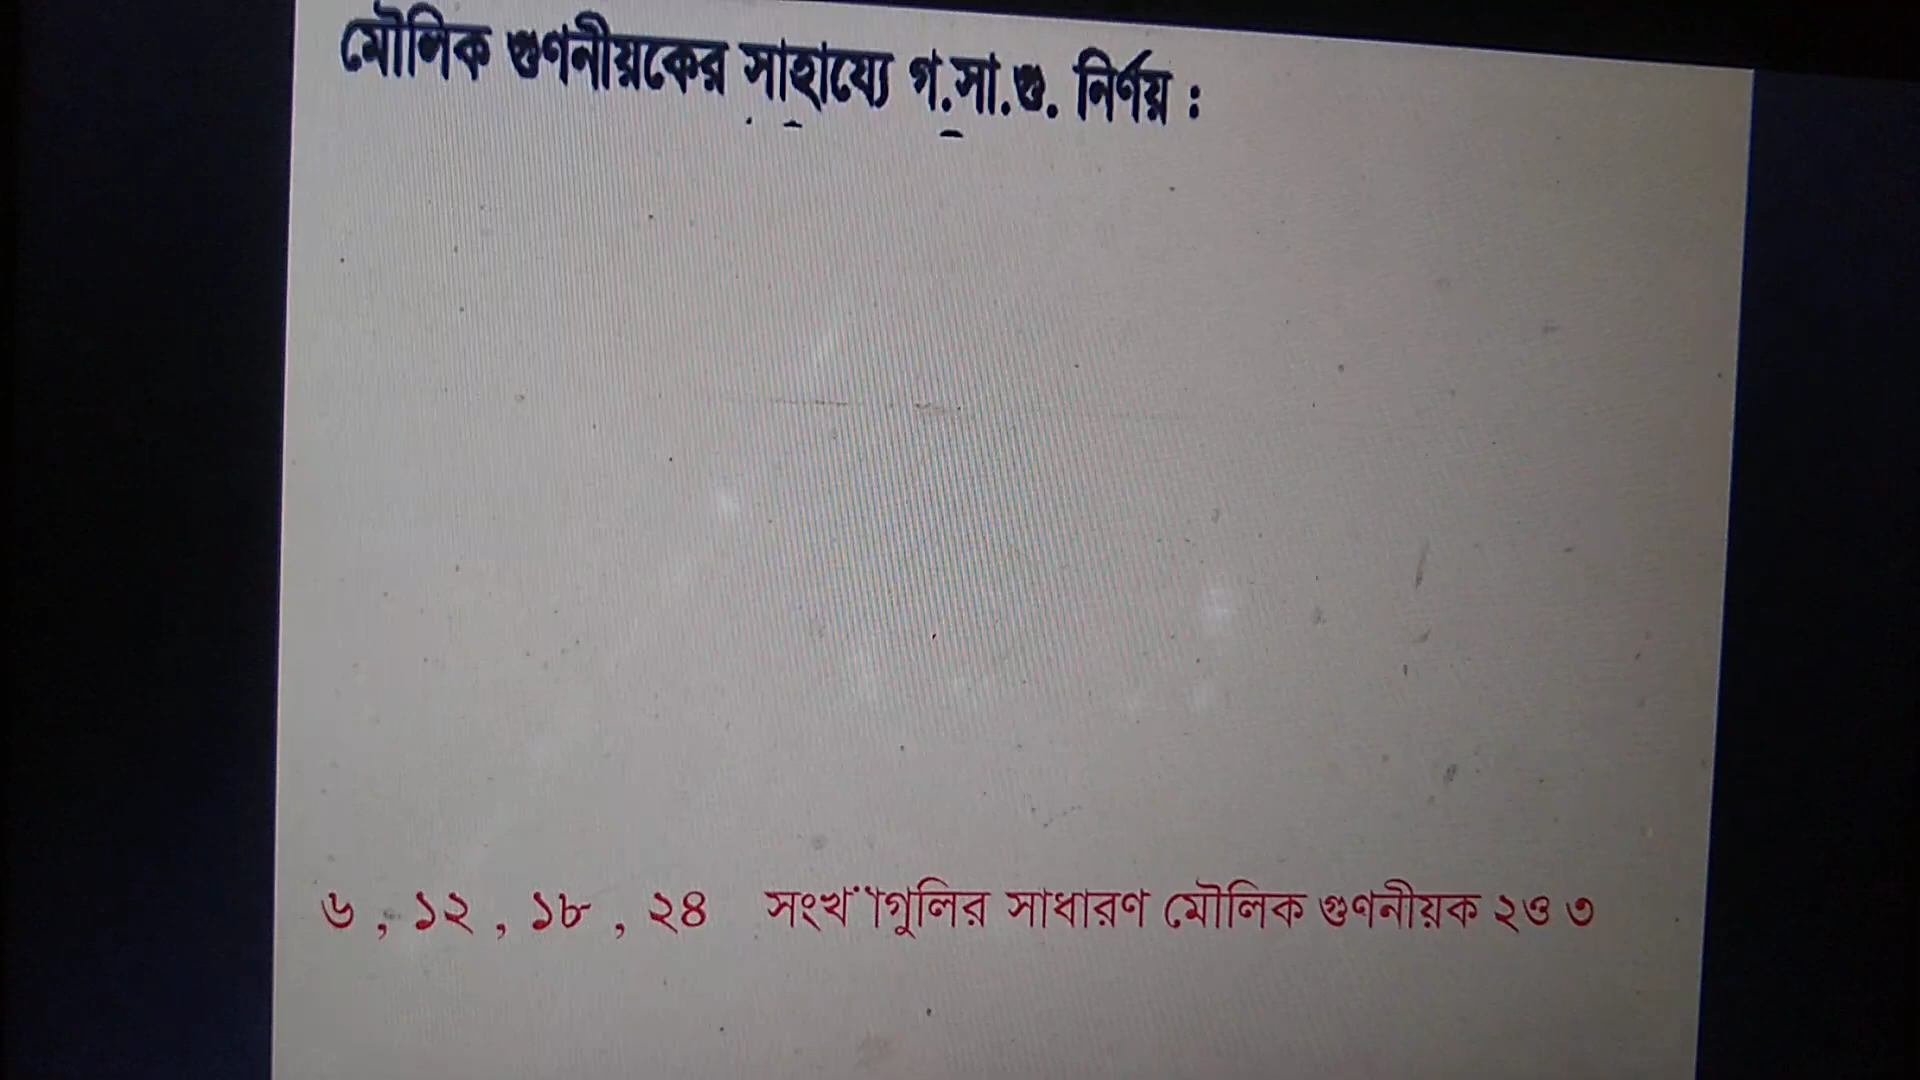 মৌলিক গুণনীয়কের সাহায্যে গ.সা.গু. নির্ণয় :
৬ , ১২ , ১৮ , ২৪ সংখ্যাগুলির সাধারণ মৌলিক গুণনীয়ক ২ও ৩